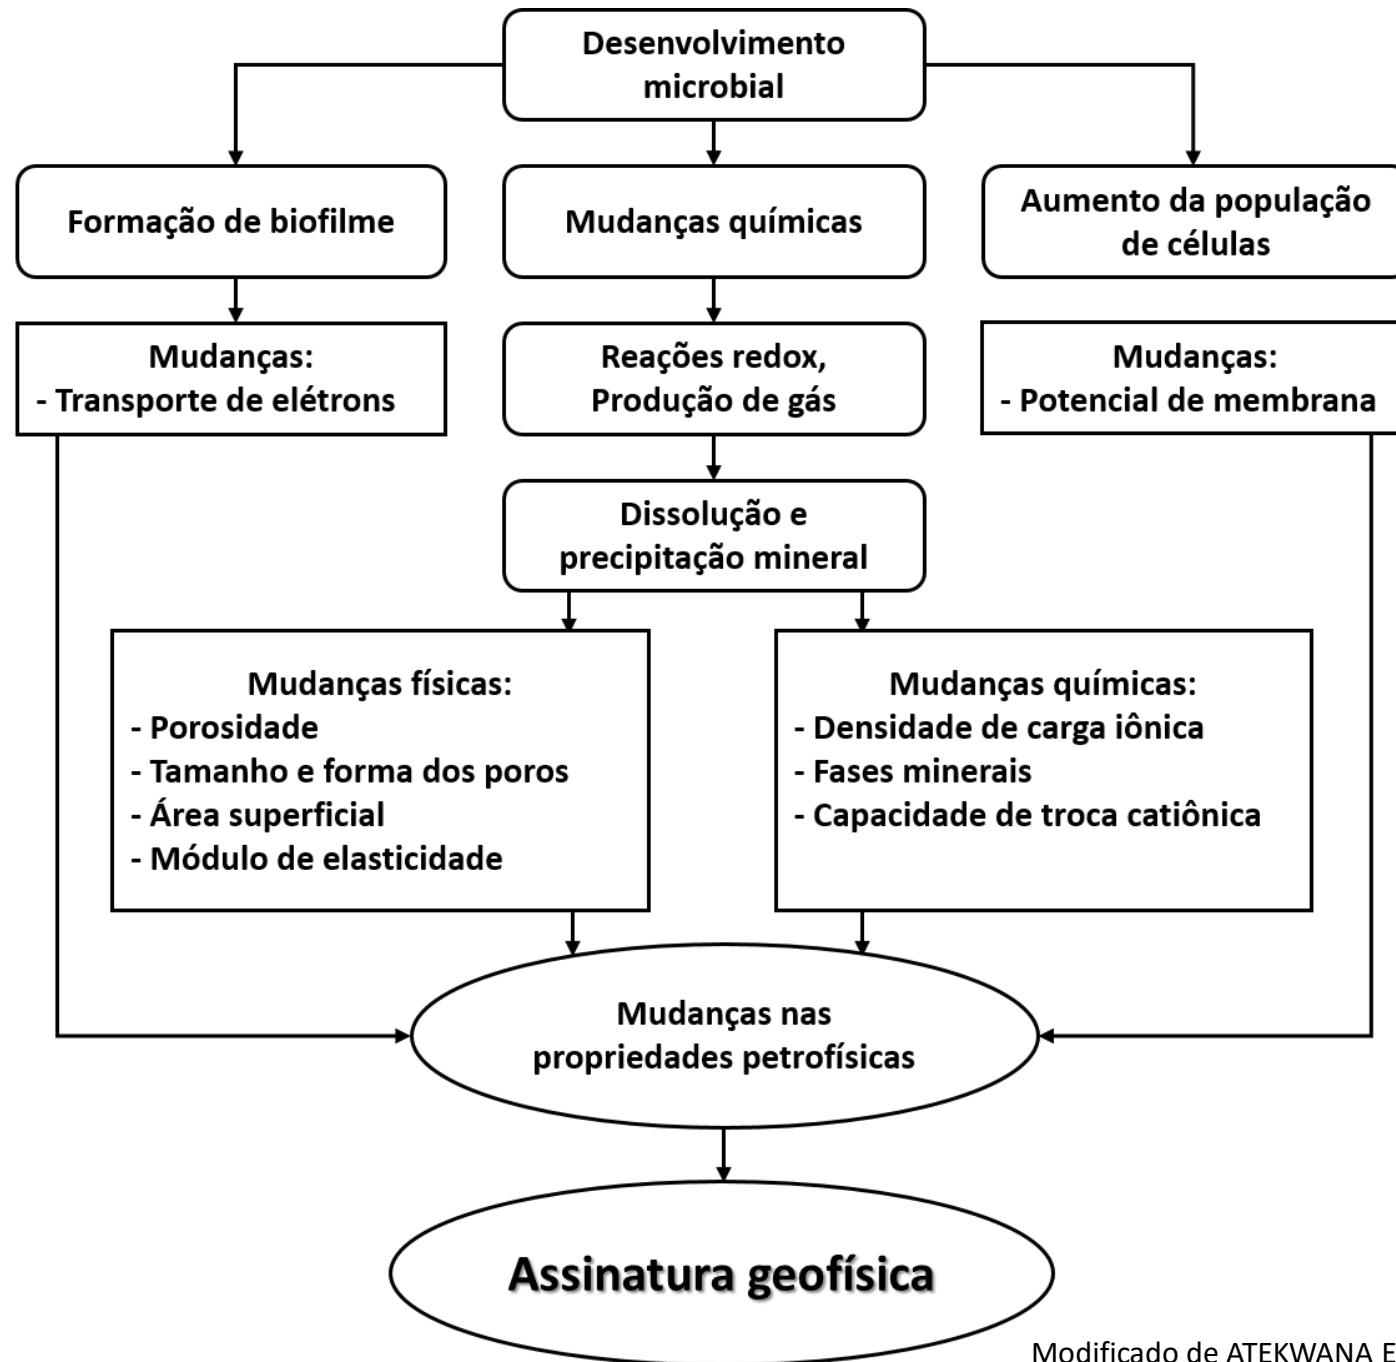 Desenvolvimento
microbial
Formação de biofilme
Mudanças químicas
Aumento da população
de células
Mudanças:
- Transporte de elétrons
Reações redox,
Produção de gás
Mudanças:
- Potencial de membrana
Dissolução e
precipitação mineral
Mudanças físicas:
- Porosidade
- Tamanho e forma dos poros
- Área superficial
- Módulo de elasticidade
Mudanças químicas:
- Densidade de carga iônica
- Fases minerais
- Capacidade de troca catiônica
Mudanças nas
propriedades petrofísicas
Assinatura geofísica
Modificado de ATEKWANA E